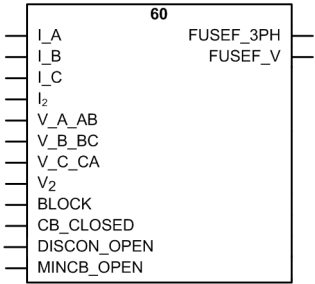 60
I_A FUSEF_3PH
I_B FUSEF_V
I_C
I₂
V_A_AB
V_B_BC
V_C_CA
V₂
BLOCK
CB_CLOSED
DISCON_OPEN
MINCB_OPEN